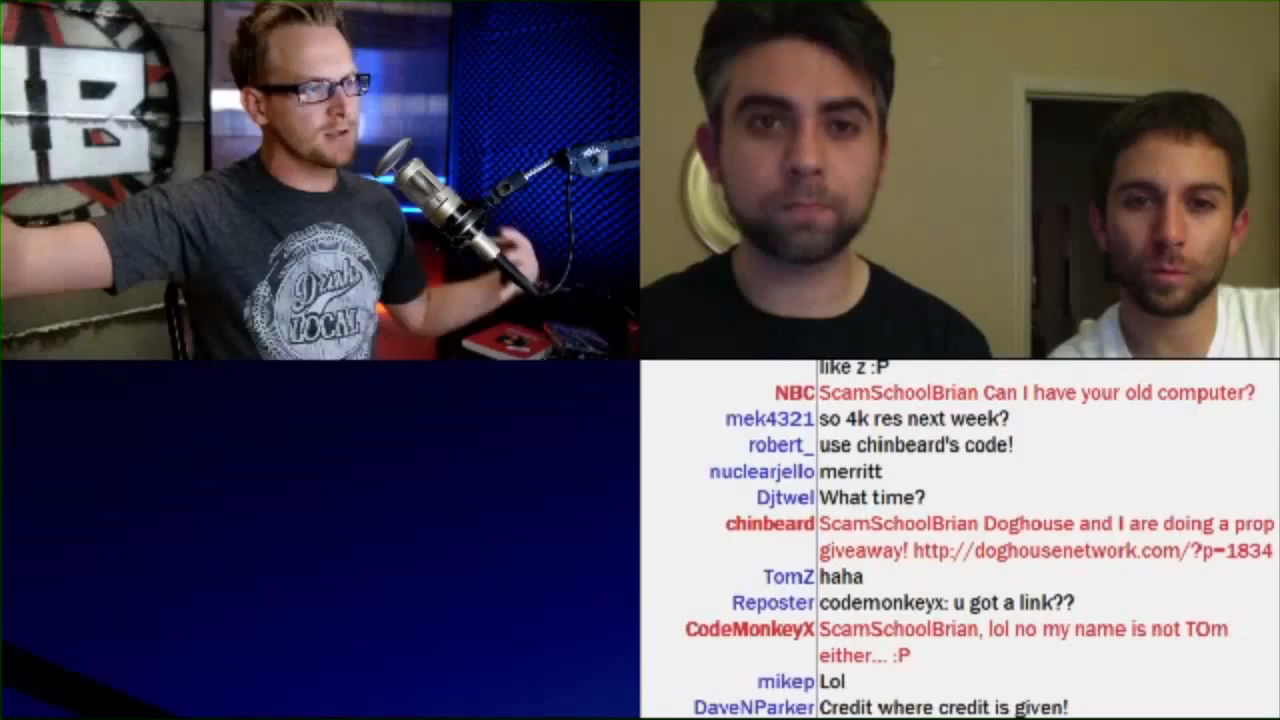 B
Drink
LOCAL
like z :P
NBC ScamSchoolBrian Can I have your old computer?
mek4321 so 4k res next week?
robert_ use chinbeard's code!
nuclearjello merritt
Djtwel What time?
chinbeard ScamSchoolBrian Doghouse and I are doing a prop
giveaway! http://doghousenetwork.com/?p=1834
TomZ haha
Reposter codemonkeyx: u got a link??
CodeMonkeyX ScamSchoolBrian, lol no my name is not TOm
either... :P
mikep Lol
DaveNParker Credit where credit is given!